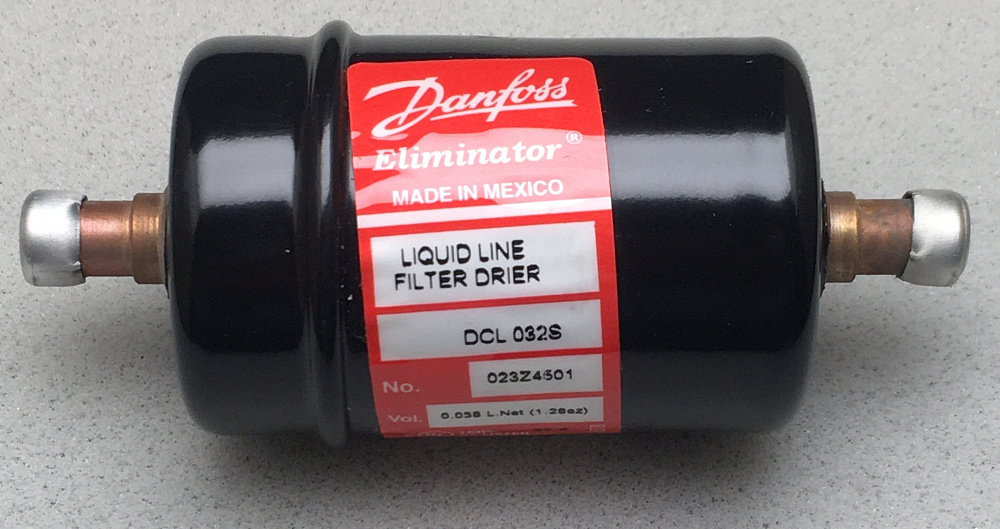 Danfoss
Eliminator®
MADE IN MEXICO
LIQUID LINE
FILTER DRIER
DCL 032S
No. 023Z4501
Vol. 0.038 L.Net (1.28oz)